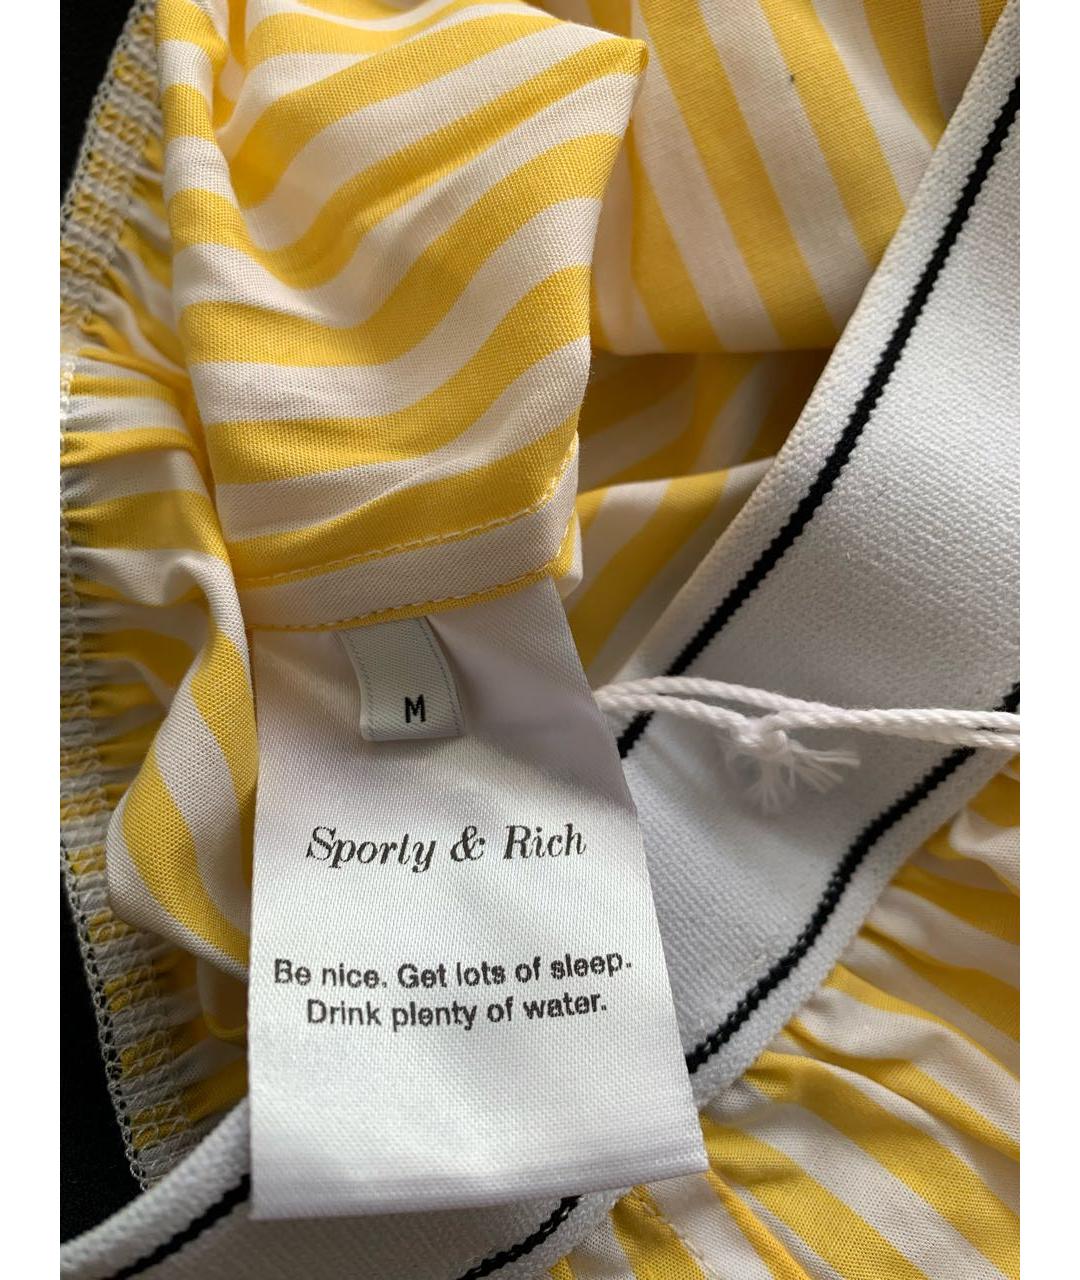 M
Sporty & Rich
Be nice. Get lots of sleep.
Drink plenty of water.